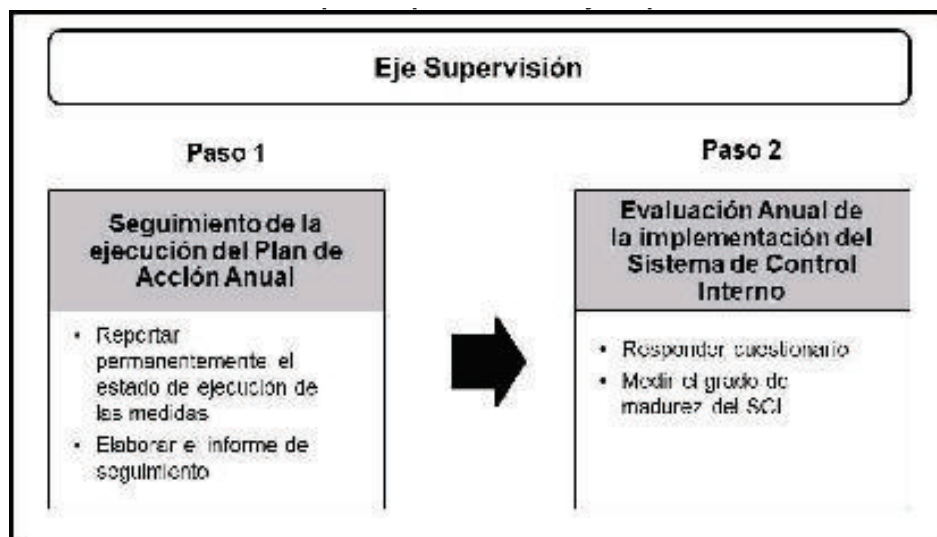 Eje Supervisión
Paso 1
Seguimiento de la
ejecución del Plan de
Acción Anual
• Reportar
permanentemente el
estado de ejecución de
las medidas
• Elaborar el informe de
seguimiento
Paso 2
Evaluación Anual de
la implementación del
Sistema de Control
Interno
• Responder cuestionario
• Medir el grado de
madurez del SCI